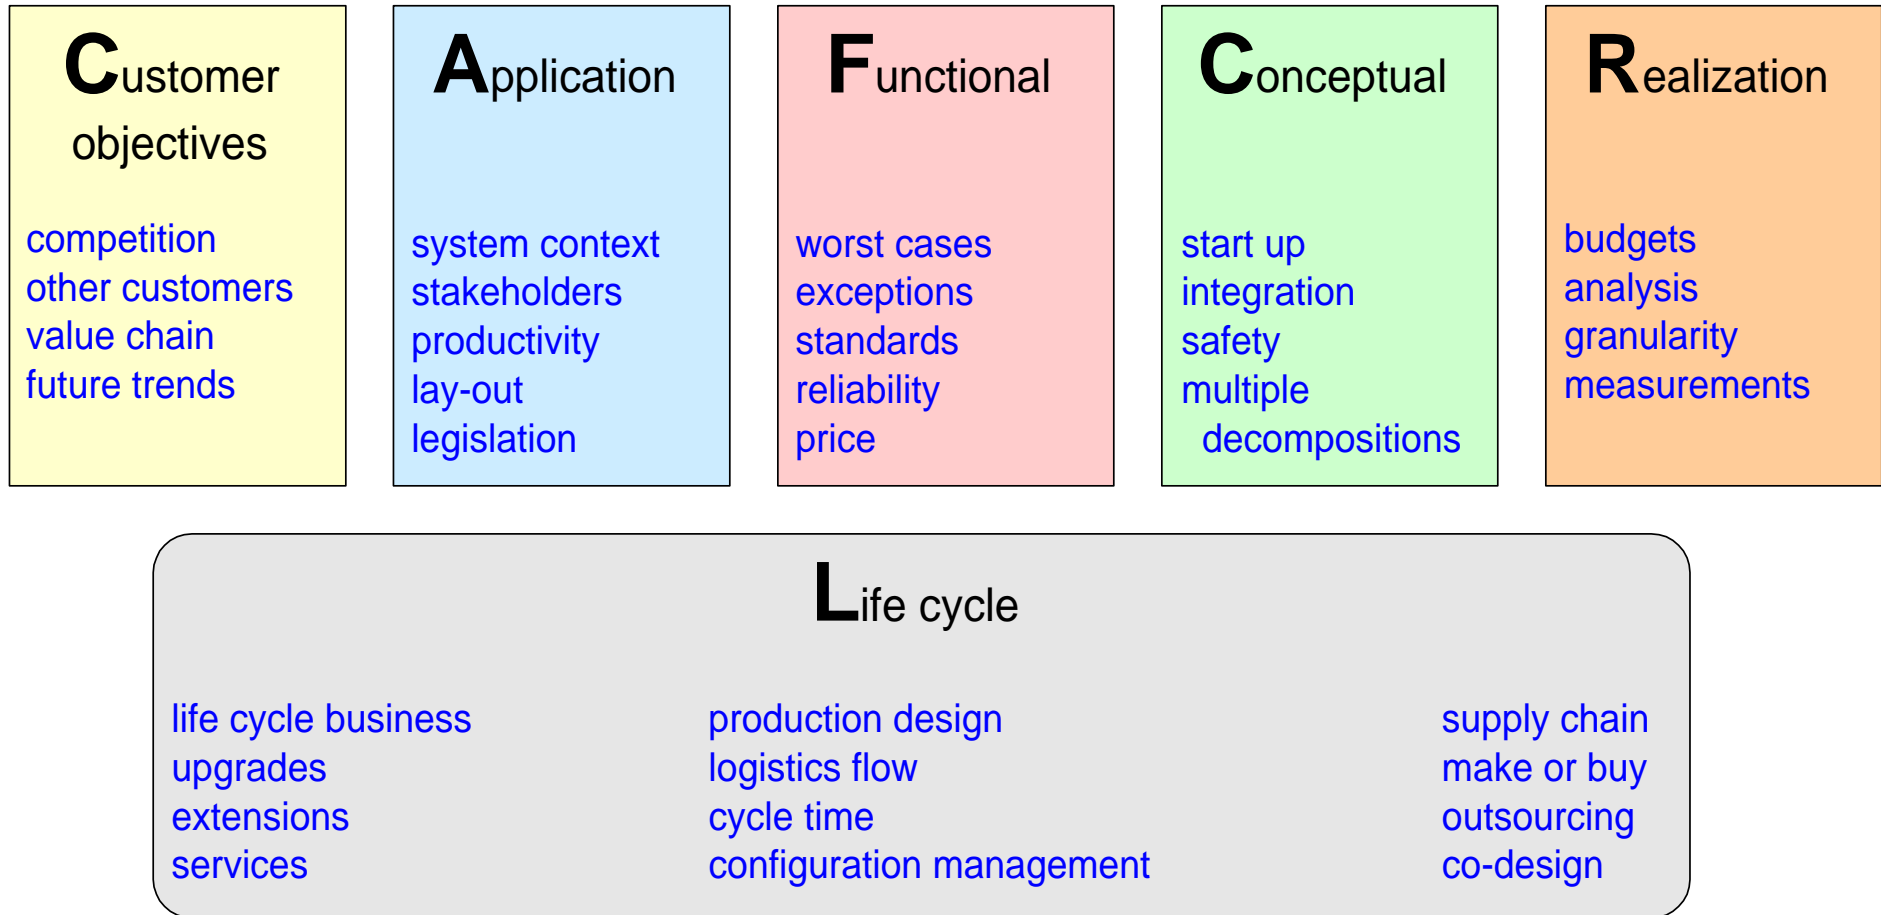 Customer
objectives
competition
other customers
value chain
future trends
Application
system context
stakeholders
productivity
lay-out
legislation
Functional
worst cases
exceptions
standards
reliability
price
Conceptual
start up
integration
safety
multiple
decompositions
Realization
budgets
analysis
granularity
measurements
Life cycle
life cycle business
upgrades
extensions
services
production design
logistics flow
cycle time
configuration management
supply chain
make or buy
outsourcing
co-design